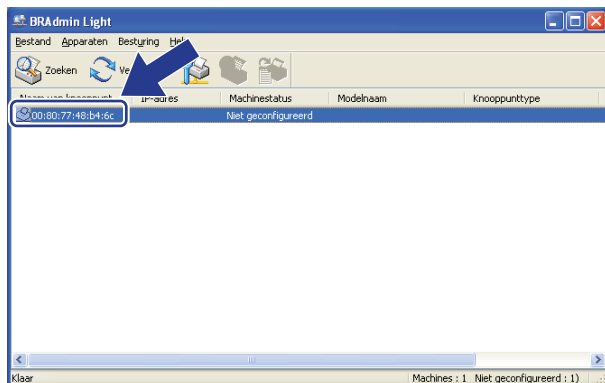 BRAdmin Light
Bestand Apparaten Besturing
Zoeken
IP-adres Machinestatus Modelnaam Knooppunttype
00:80:77:48:b4:6c Niet geconfigureerd
Klaar Machines : 1 Niet geconfigureerd : 1)